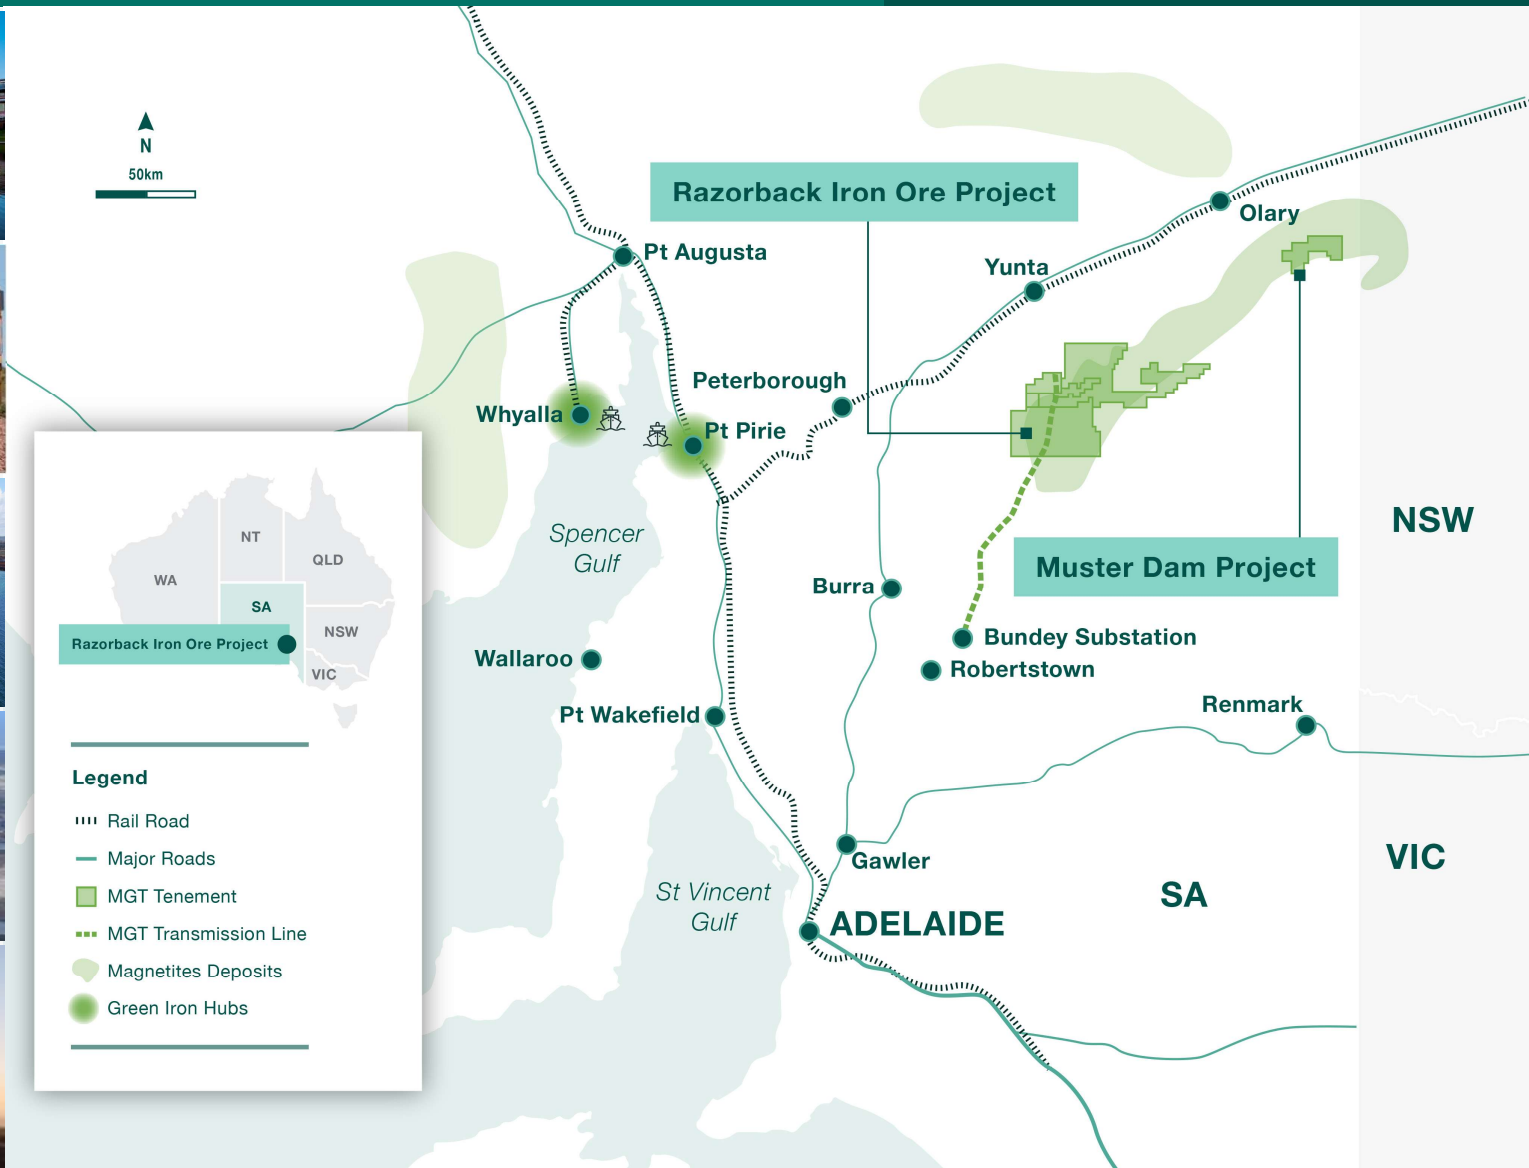 N
50km
Razorback Iron Ore Project
Olary
Pt Augusta
Yunta
Peterborough
Whyalla
Pt Pirie
NSW
Spencer
Gulf
Muster Dam Project
Burra
Bundey Substation
Wallaroo
Robertstown
Renmark
Pt Wakefield
Gawler
VIC
SA
St Vincent
Gulf
ADELAIDE
NT
QLD
WA
SA
NSW
Razorback Iron Ore Project
VIC
Legend
Rail Road
Major Roads
MGT Tenement
MGT Transmission Line
Magnetites Deposits
Green Iron Hubs